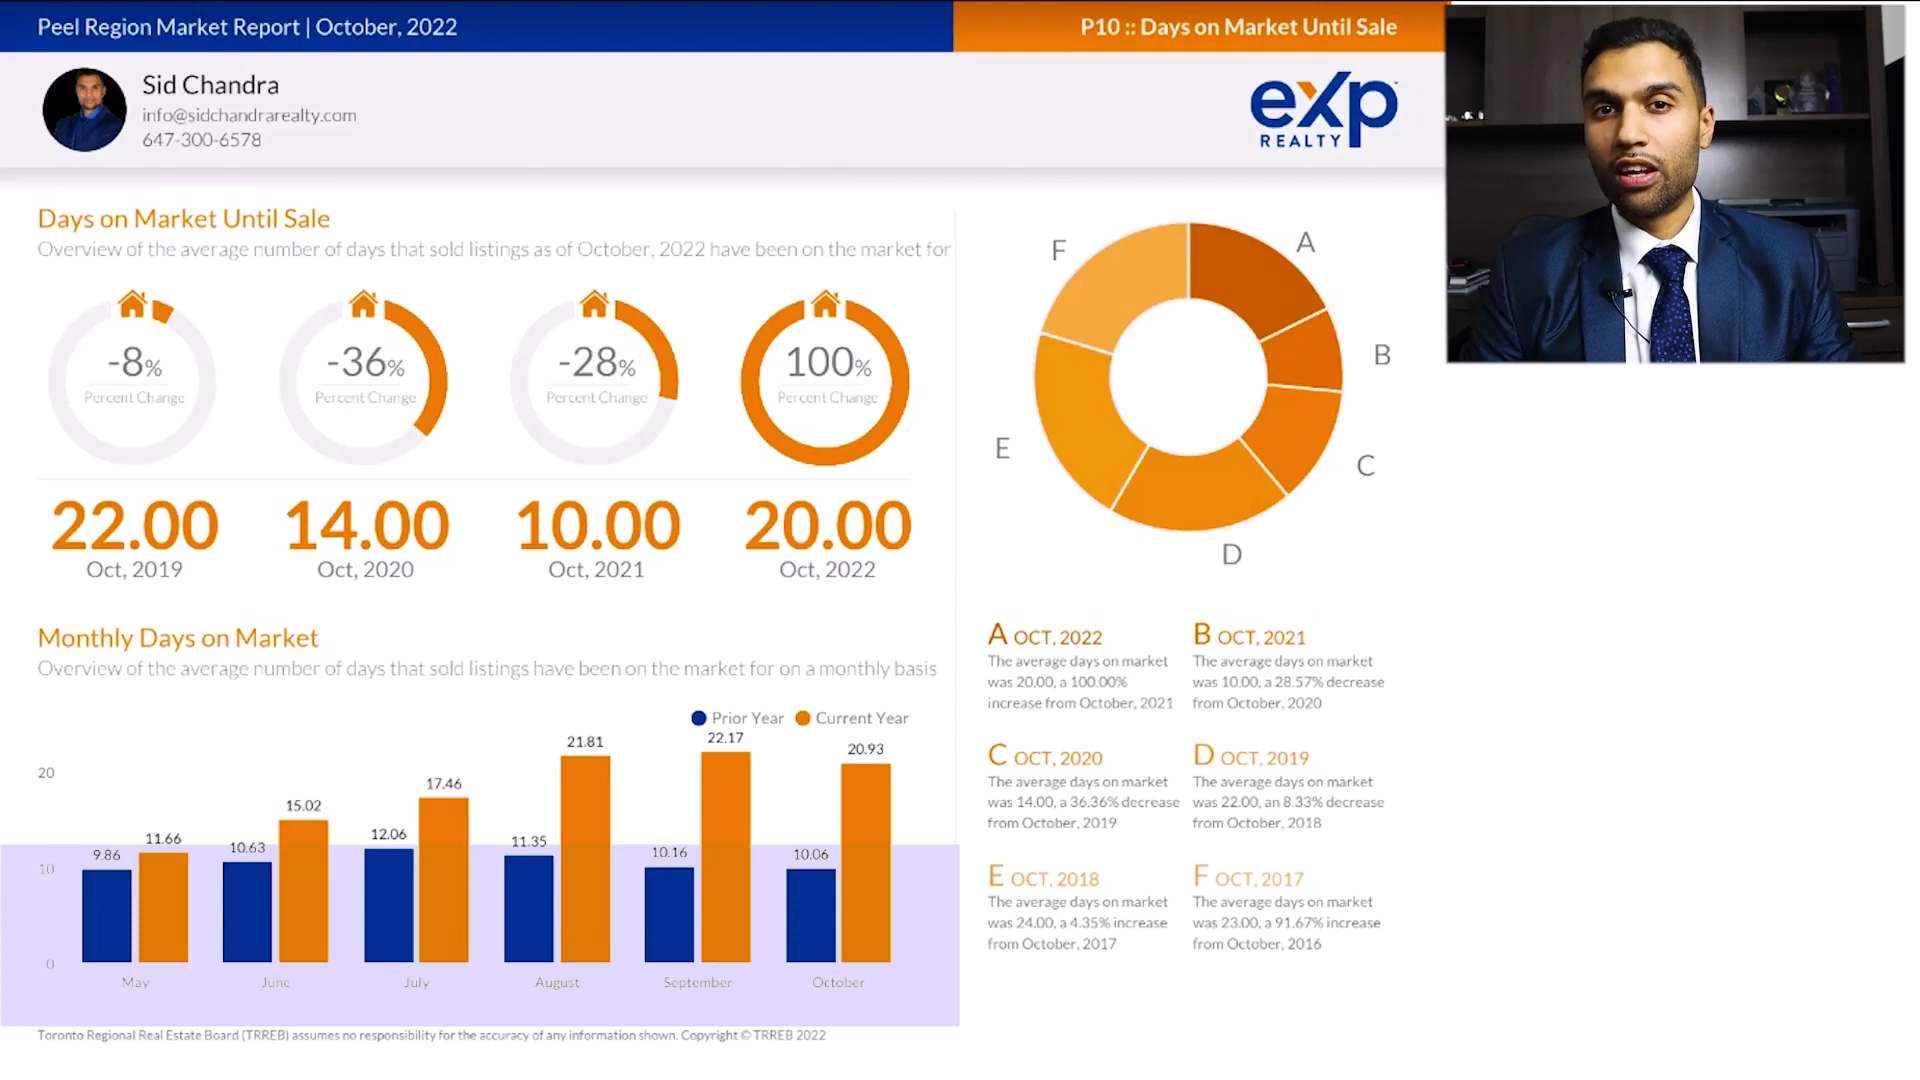 Peel Region Market Report | October, 2022
P10 :: Days on Market Until Sale
Sid Chandra
info@sidchandrarealty.com
647-300-6578
eXp
REALTY
Days on Market Until Sale
Overview of the average number of days that sold listings as of October, 2022 have been on the market for
-8%
Percent Change
-36%
Percent Change
-28%
Percent Change
100%
Percent Change
22.00
Oct, 2019
14.00
Oct, 2020
10.00
Oct, 2021
20.00
Oct, 2022
Monthly Days on Market
Overview of the average number of days that sold listings have been on the market for on a monthly basis
Prior Year
Current Year
20
10
0
9.86
11.66
10.63
15.02
12.06
17.46
11.35
21.81
10.16
22.17
10.06
20.93
May
June
July
August
September
October
A
B
C
D
E
F
A OCT, 2022
The average days on market
was 20.00, a 100.00%
increase from October, 2021
B OCT, 2021
The average days on market
was 10.00, a 28.57% decrease
from October, 2020
C OCT, 2020
The average days on market
was 14.00, a 36.36% decrease
from October, 2019
D OCT, 2019
The average days on market
was 22.00, an 8.33% decrease
from October, 2018
E OCT, 2018
The average days on market
was 24.00, a 4.35% increase
from October, 2017
F OCT, 2017
The average days on market
was 23.00, a 91.67% increase
from October, 2016
Toronto Regional Real Estate Board (TRREB) assumes no responsibility for the accuracy of any information shown. Copyright © TRREB 2022